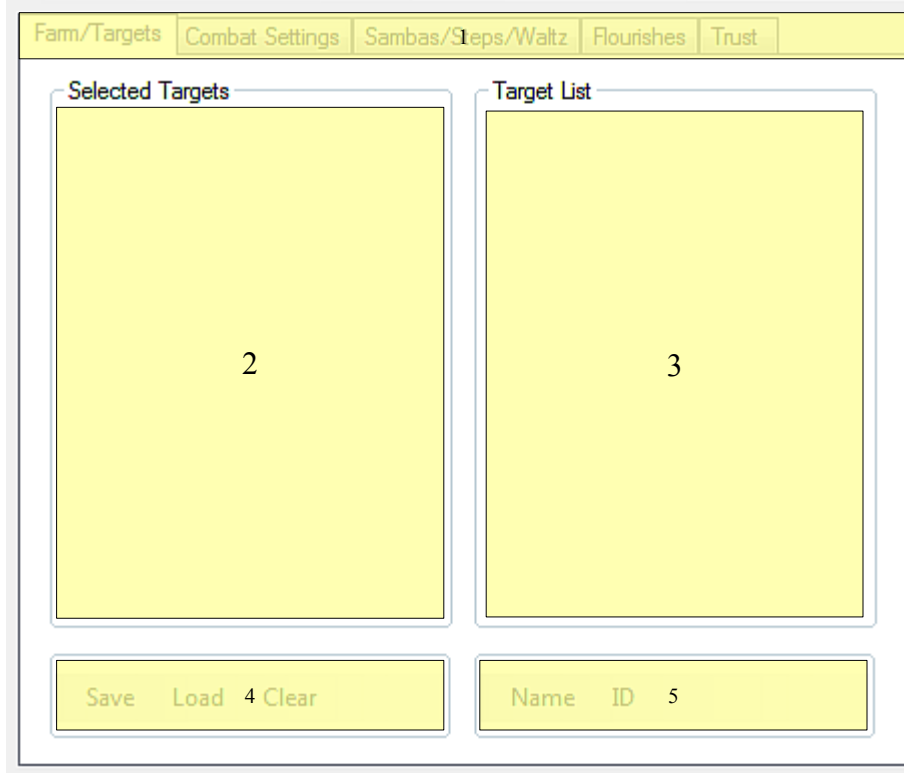 Farm/Targets Combat Settings Sambas/Steps/Waltz Flourishes Trust
1
Selected Targets Target List
2 3
Save Load 4 Clear Name ID 5